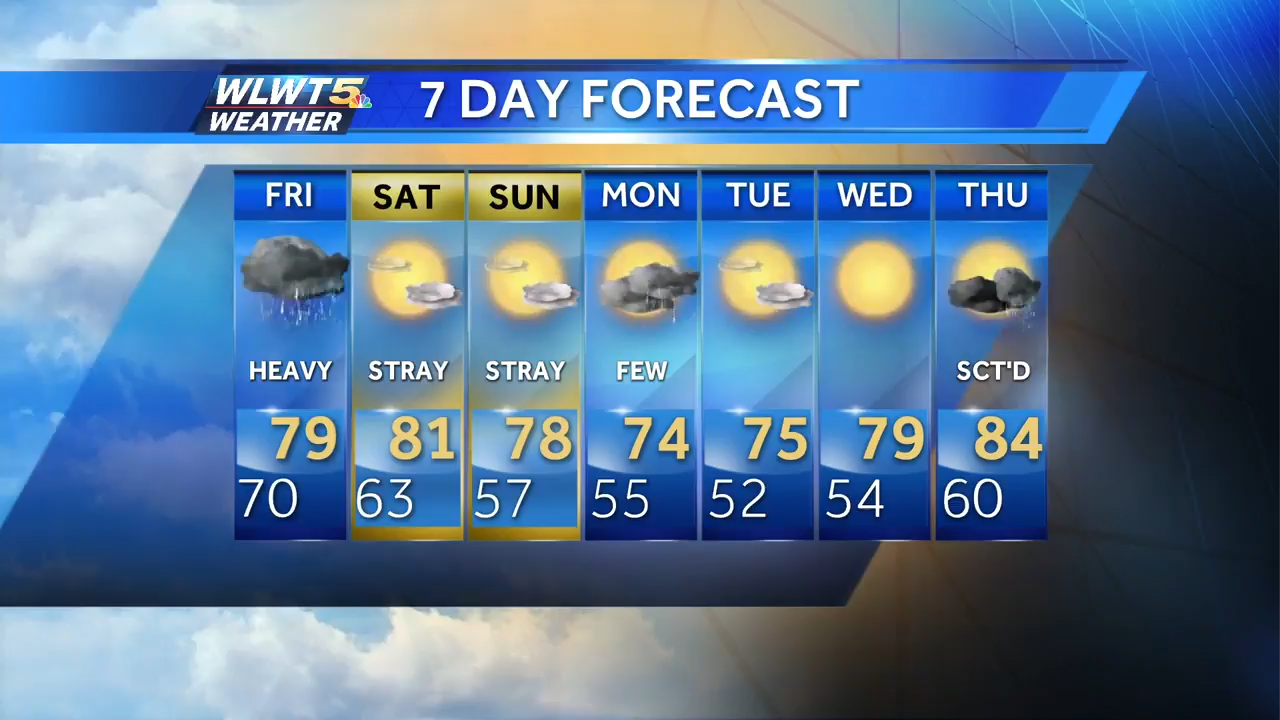 WLWT5
WEATHER
7 DAY FORECAST
FRI SAT SUN MON TUE WED THU
HEAVY STRAY STRAY FEW SCT'D
79 81 78 74 75 79 84
70 63 57 55 52 54 60